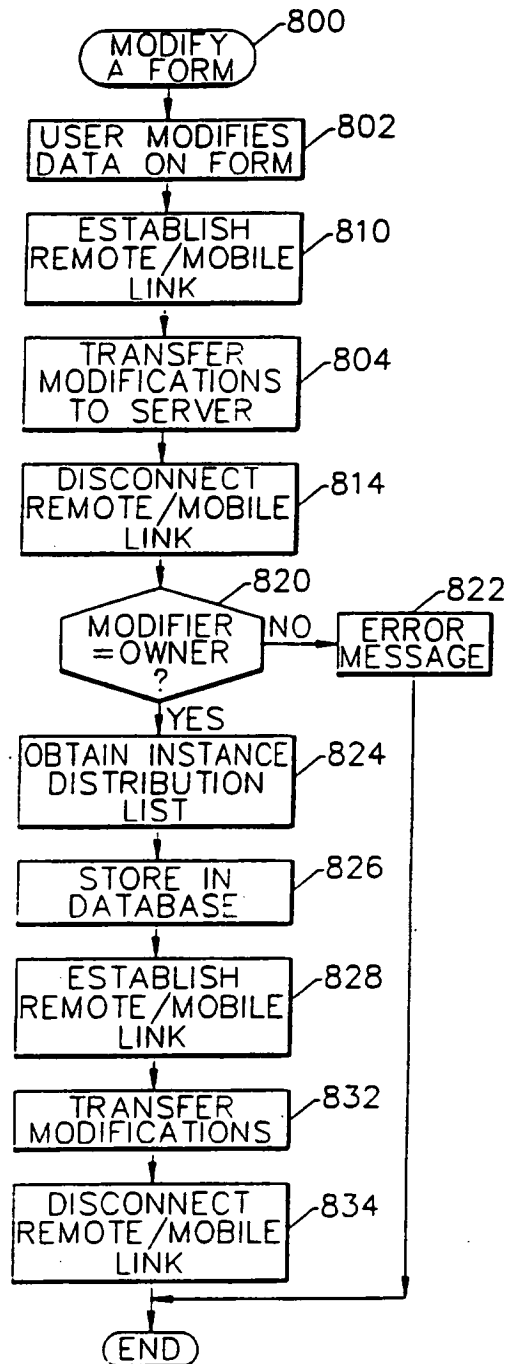 MODIFY
A FORM
800
USER MODIFIES
DATA ON FORM
802
ESTABLISH
REMOTE/MOBILE
LINK
810
TRANSFER
MODIFICATIONS
TO SERVER
804
DISCONNECT
REMOTE/MOBILE
LINK
814
MODIFIER
=OWNER
?
820
NO
ERROR
MESSAGE
822
YES
OBTAIN INSTANCE
DISTRIBUTION
LIST
824
STORE IN
DATABASE
826
ESTABLISH
REMOTE/MOBILE
LINK
828
TRANSFER
MODIFICATIONS
832
DISCONNECT
REMOTE/MOBILE
LINK
834
END